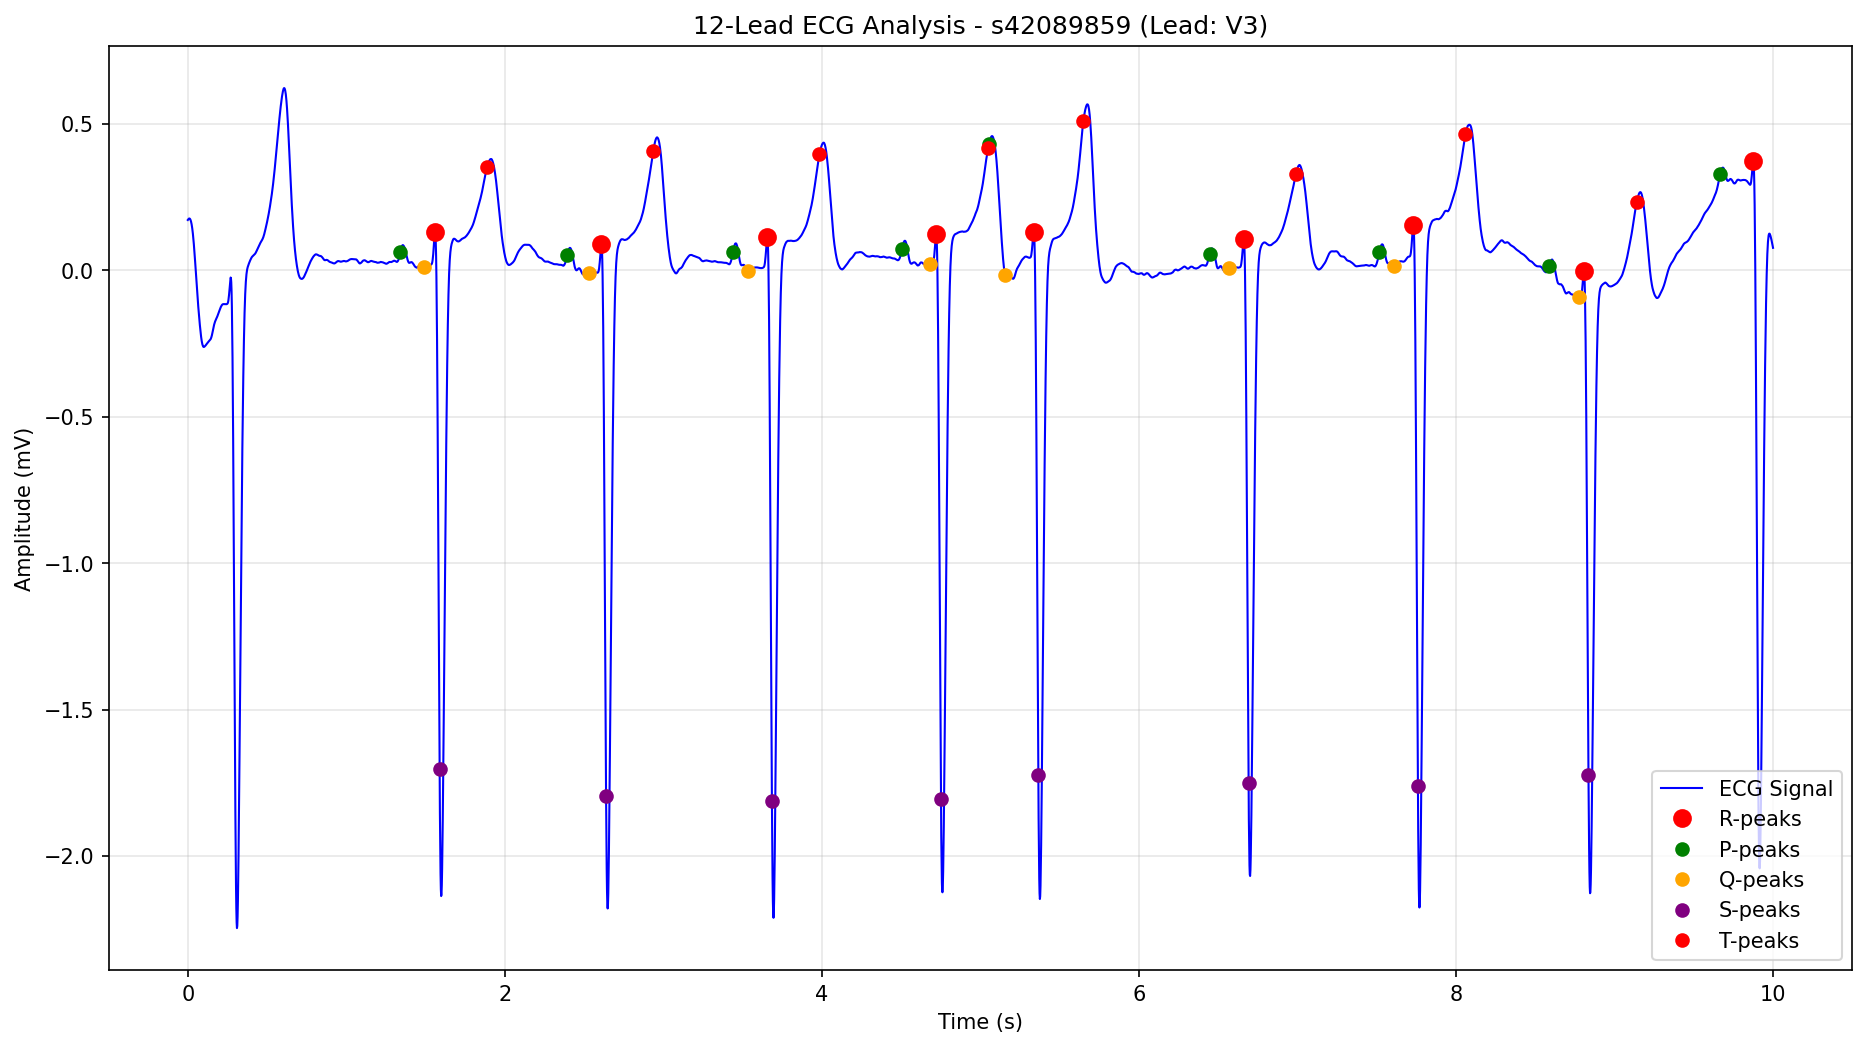 12-Lead ECG Analysis - s42089859 (Lead: V3)
Amplitude (mV)
0.5
0.0
−0.5
−1.0
−1.5
−2.0
0
2
4
6
8
10
Time (s)
ECG Signal
R-peaks
P-peaks
Q-peaks
S-peaks
T-peaks